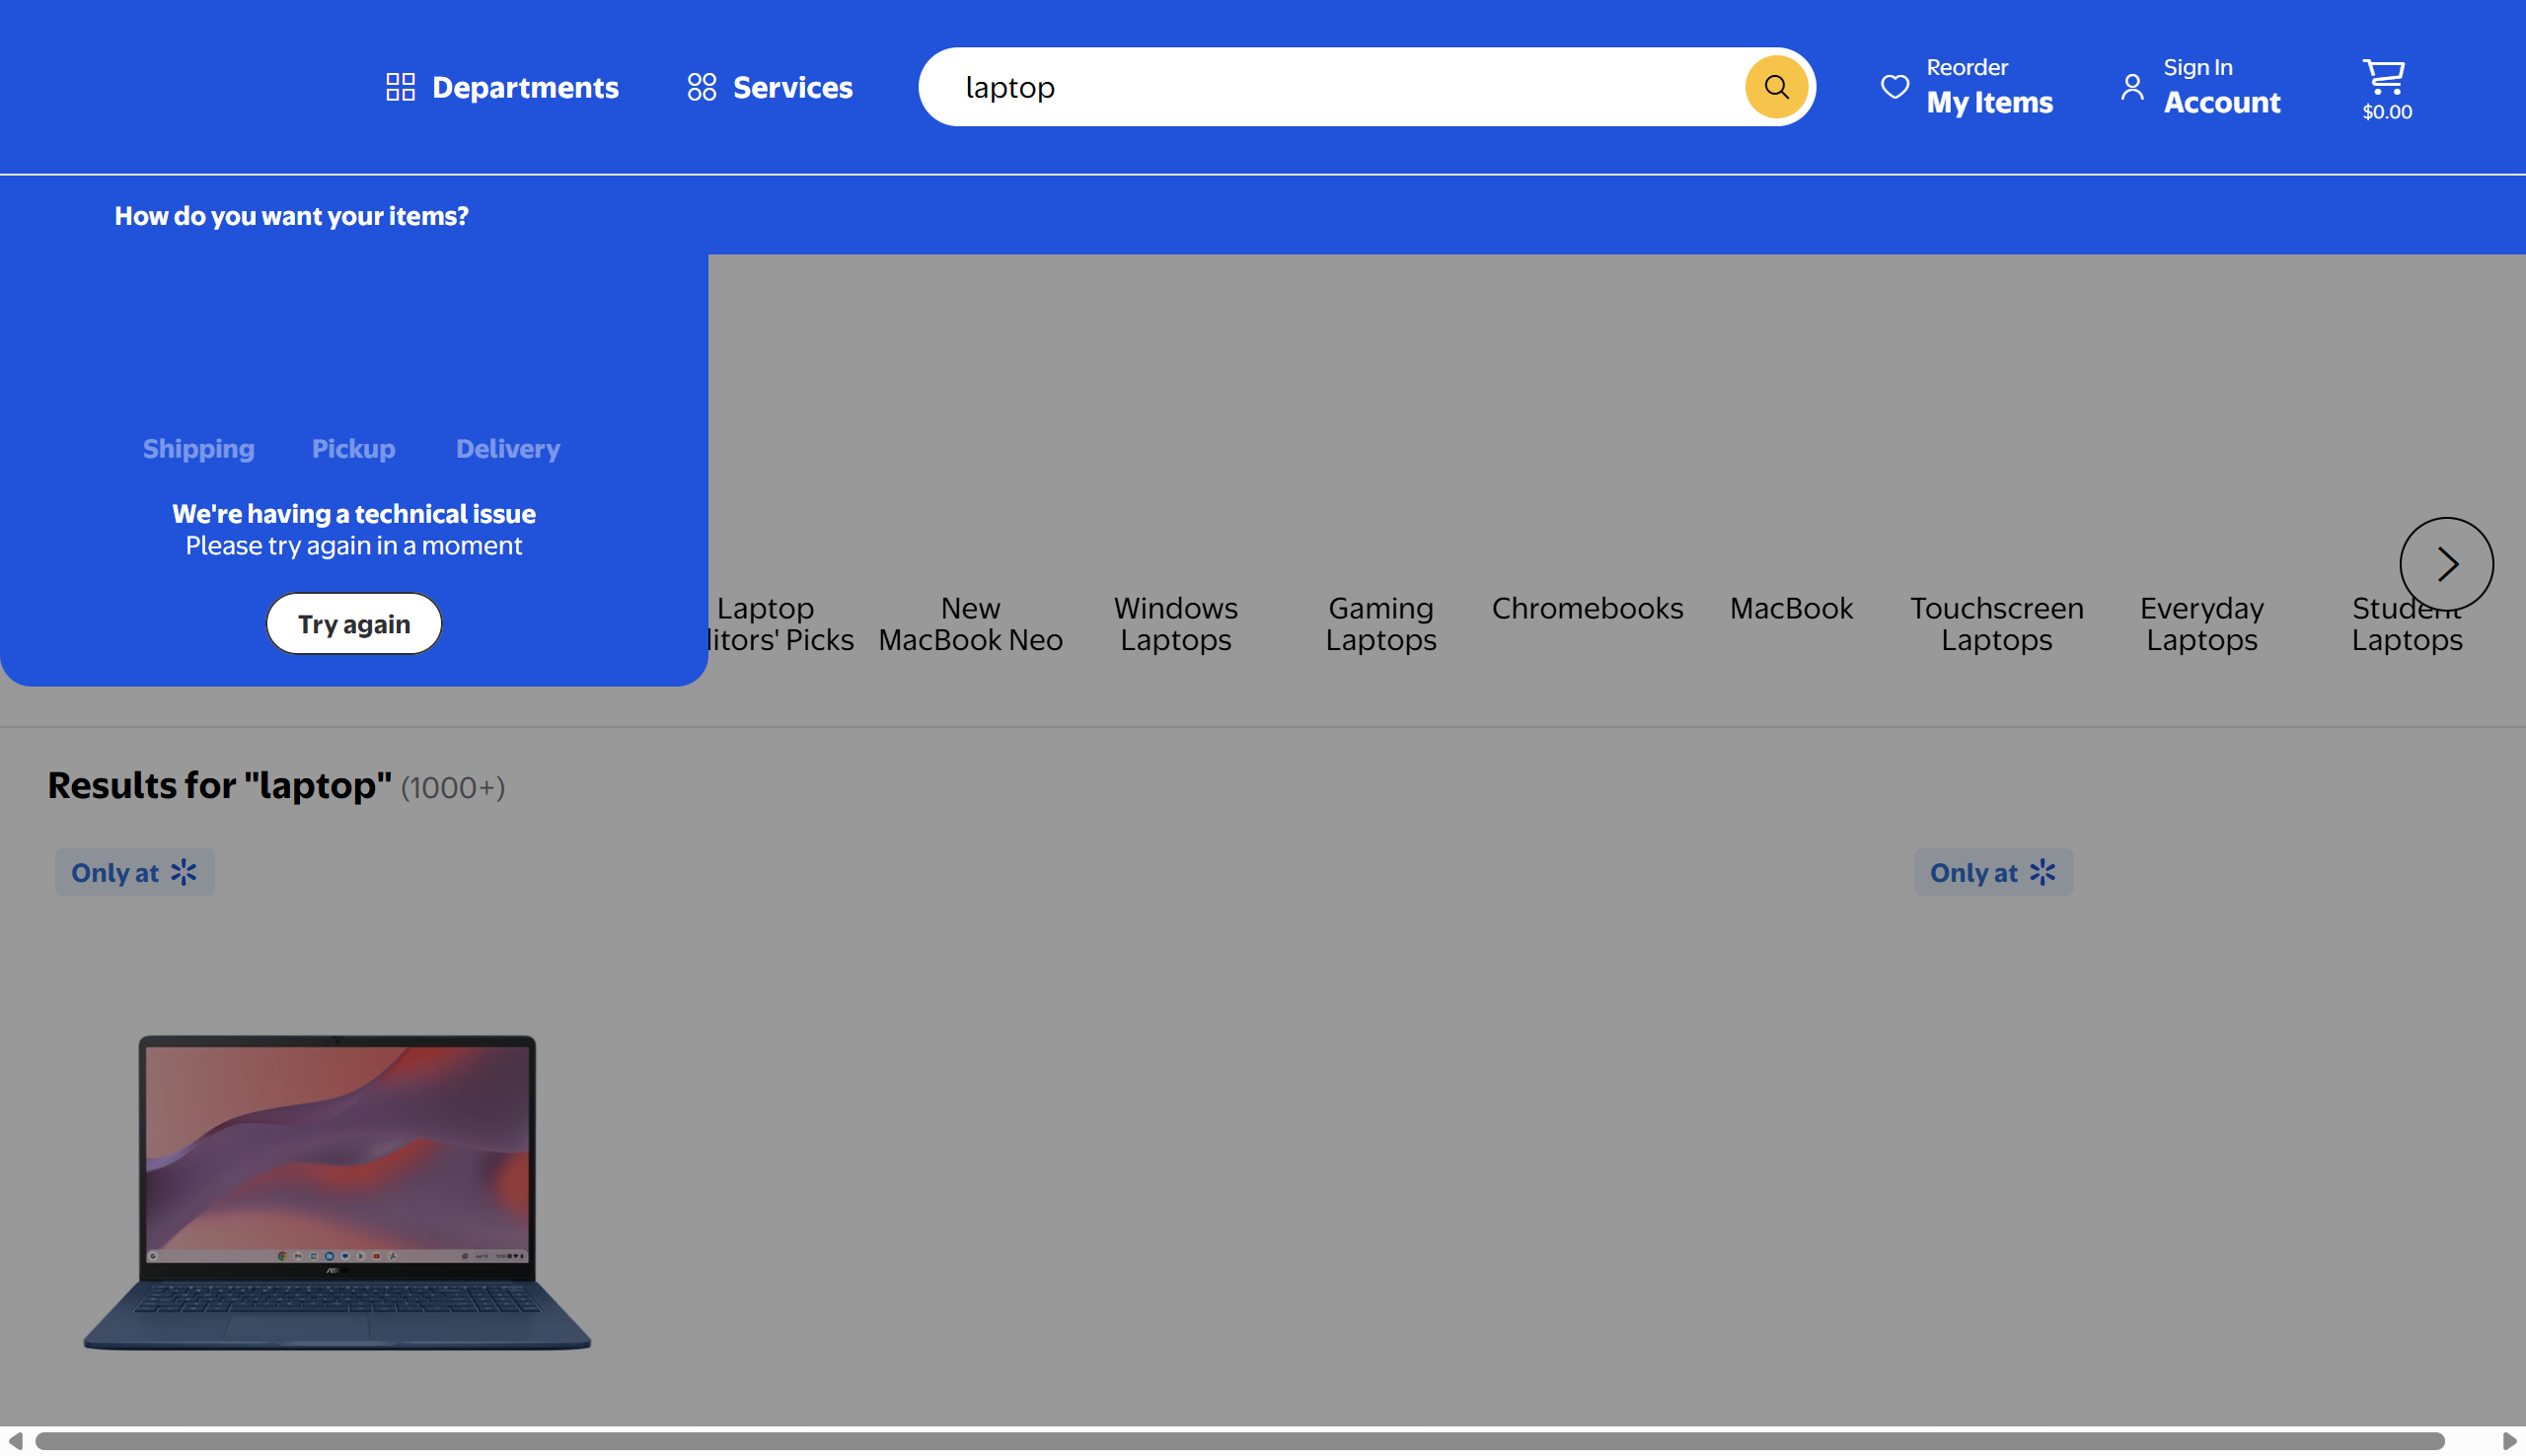 Departments
Services
laptop
Reorder
My Items
Sign In
Account
$0.00
How do you want your items?
Shipping
Pickup
Delivery
We're having a technical issue
Please try again in a moment
Try again
Laptop
itors' Picks
New
MacBook Neo
Windows
Laptops
Gaming
Laptops
Chromebooks
MacBook
Touchscreen
Laptops
Everyday
Laptops
Student
Laptops
Results for "laptop" (1000+)
Only at
Only at